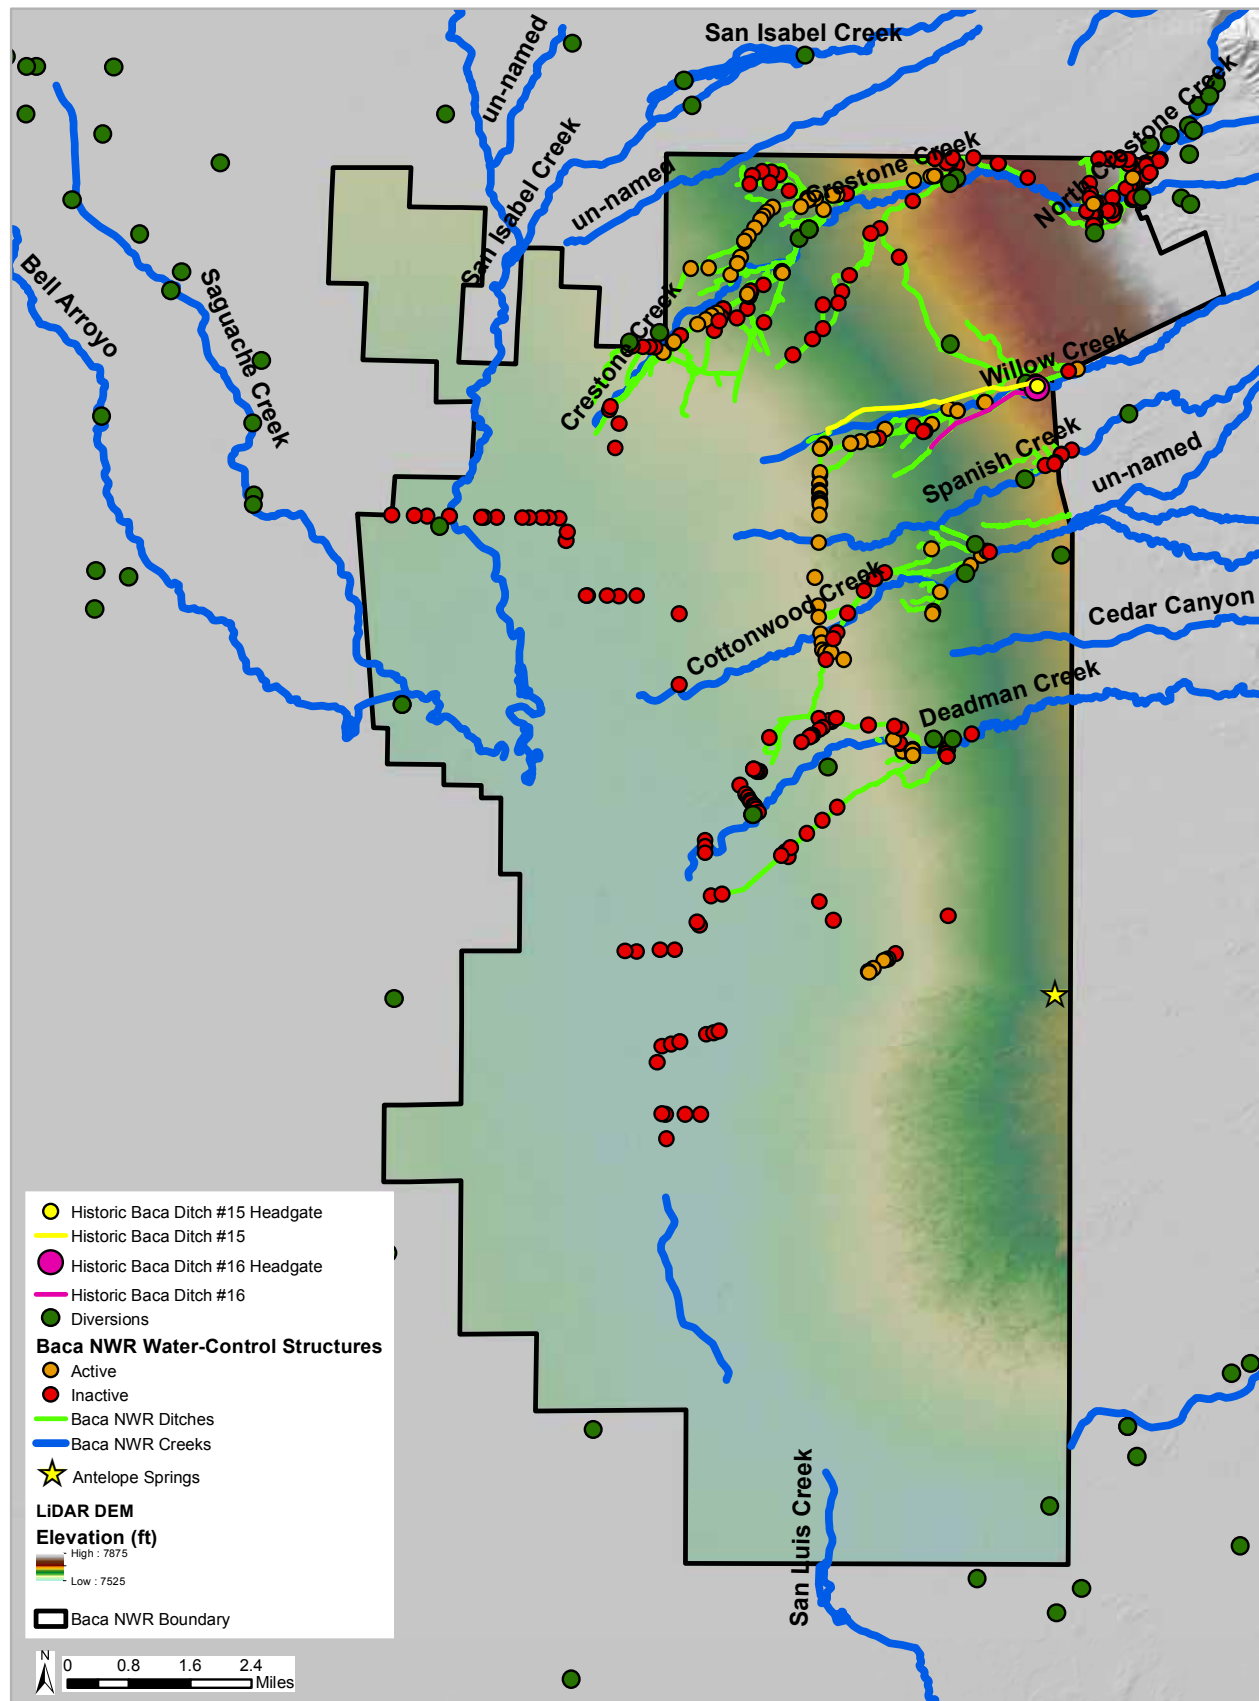 San Isabel Creek
un-named
North Crestone Creek
Crestone Creek
San Isabel Creek
un-named
Bell Arroyo
Saguache Creek
Crestone Creek
Willow Creek
Spanish Creek
un-named
Cottonwood Creek
Cedar Canyon
Deadman Creek
Historic Baca Ditch #15 Headgate
Historic Baca Ditch #15
Historic Baca Ditch #16 Headgate
Historic Baca Ditch #16
Diversions
Baca NWR Water-Control Structures
Active
Inactive
Baca NWR Ditches
Baca NWR Creeks
Antelope Springs
LiDAR DEM
Elevation (ft)
High : 7875
Low : 7525
Baca NWR Boundary
San Luis Creek
N
0 0.8 1.6 2.4
Miles